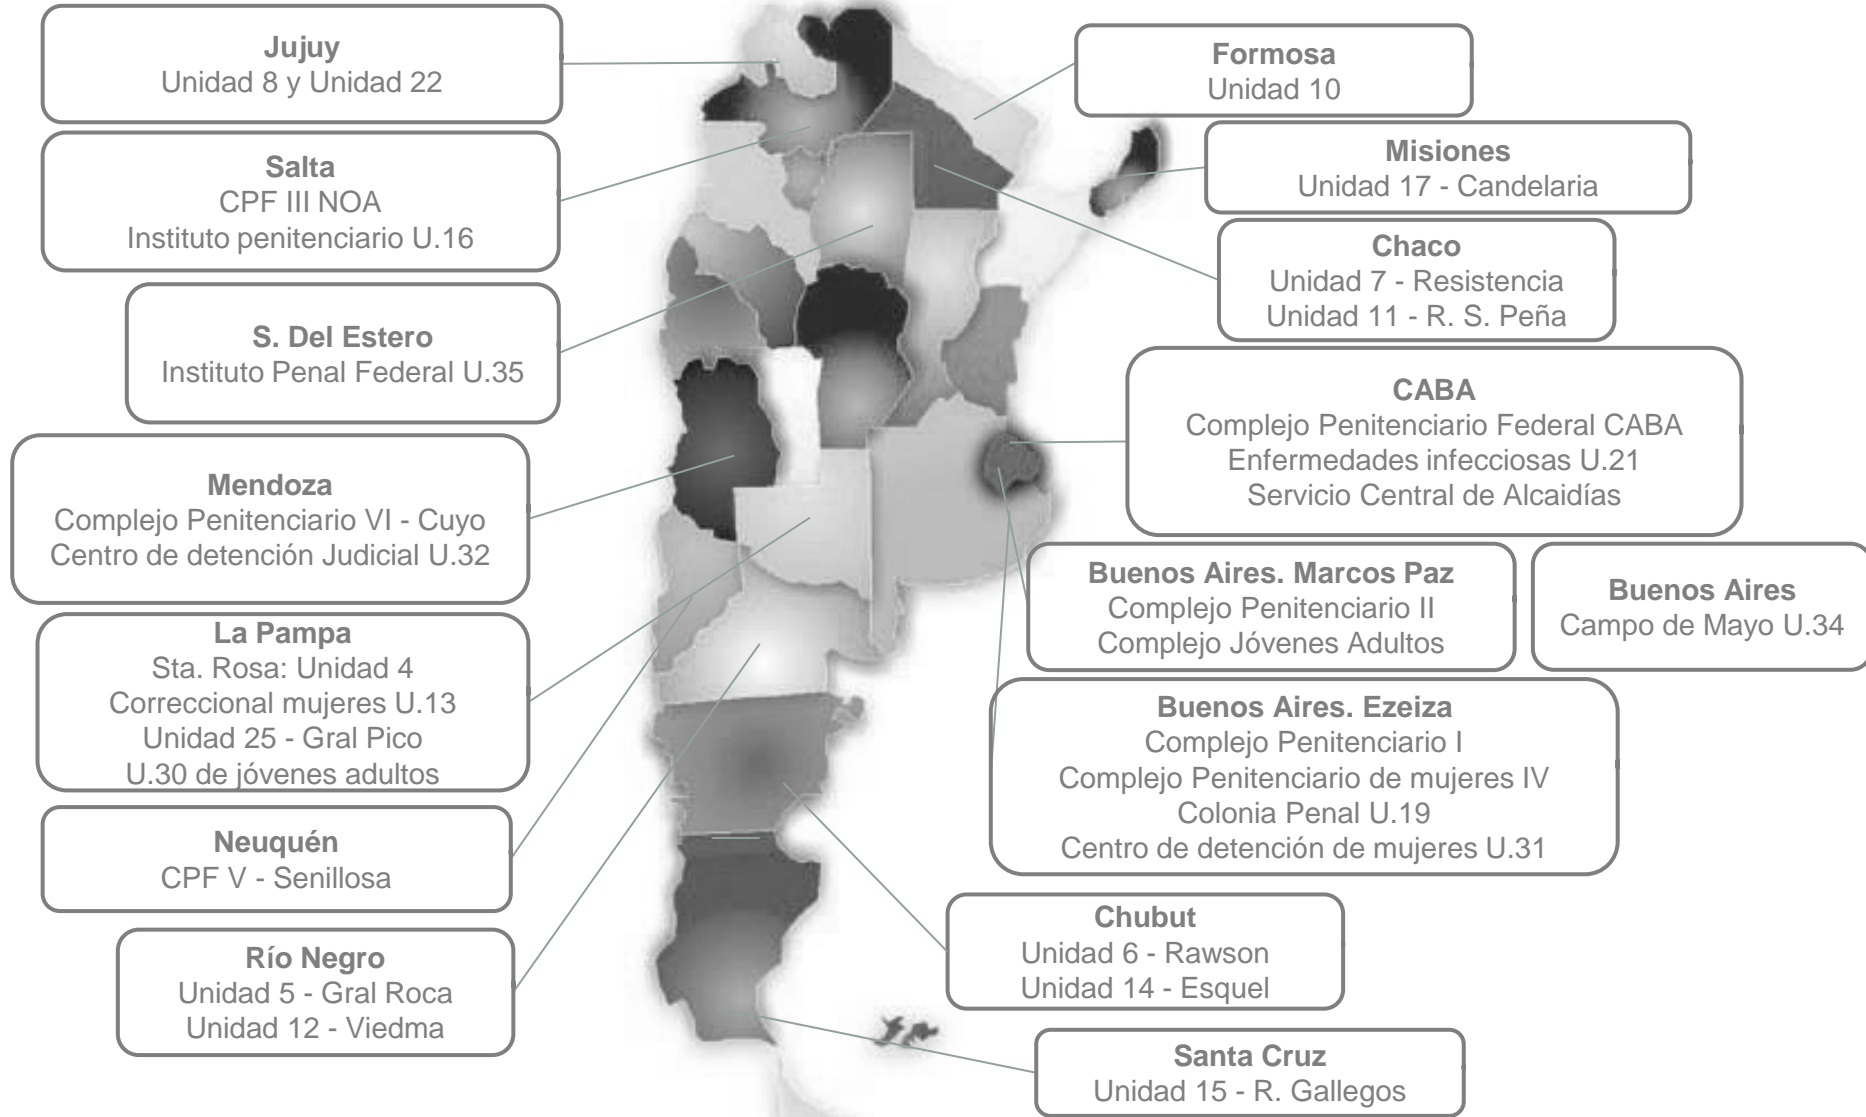 Jujuy
Unidad 8 y Unidad 22
Salta
CPF III NOA
Instituto penitenciario U.16
S. Del Estero
Instituto Penal Federal U.35
Mendoza
Complejo Penitenciario VI - Cuyo
Centro de detención Judicial U.32
La Pampa
Sta. Rosa: Unidad 4
Correccional mujeres U.13
Unidad 25 - Gral Pico
U.30 de jóvenes adultos
Neuquén
CPF V - Senillosa
Río Negro
Unidad 5 - Gral Roca
Unidad 12 - Viedma
Formosa
Unidad 10
Misiones
Unidad 17 - Candelaria
Chaco
Unidad 7 - Resistencia
Unidad 11 - R. S. Peña
CABA
Complejo Penitenciario Federal CABA
Enfermedades infecciosas U.21
Servicio Central de Alcaidías
Buenos Aires. Marcos Paz
Complejo Penitenciario II
Complejo Jóvenes Adultos
Buenos Aires
Campo de Mayo U.34
Buenos Aires. Ezeiza
Complejo Penitenciario I
Complejo Penitenciario de mujeres IV
Colonia Penal U.19
Centro de detención de mujeres U.31
Chubut
Unidad 6 - Rawson
Unidad 14 - Esquel
Santa Cruz
Unidad 15 - R. Gallegos